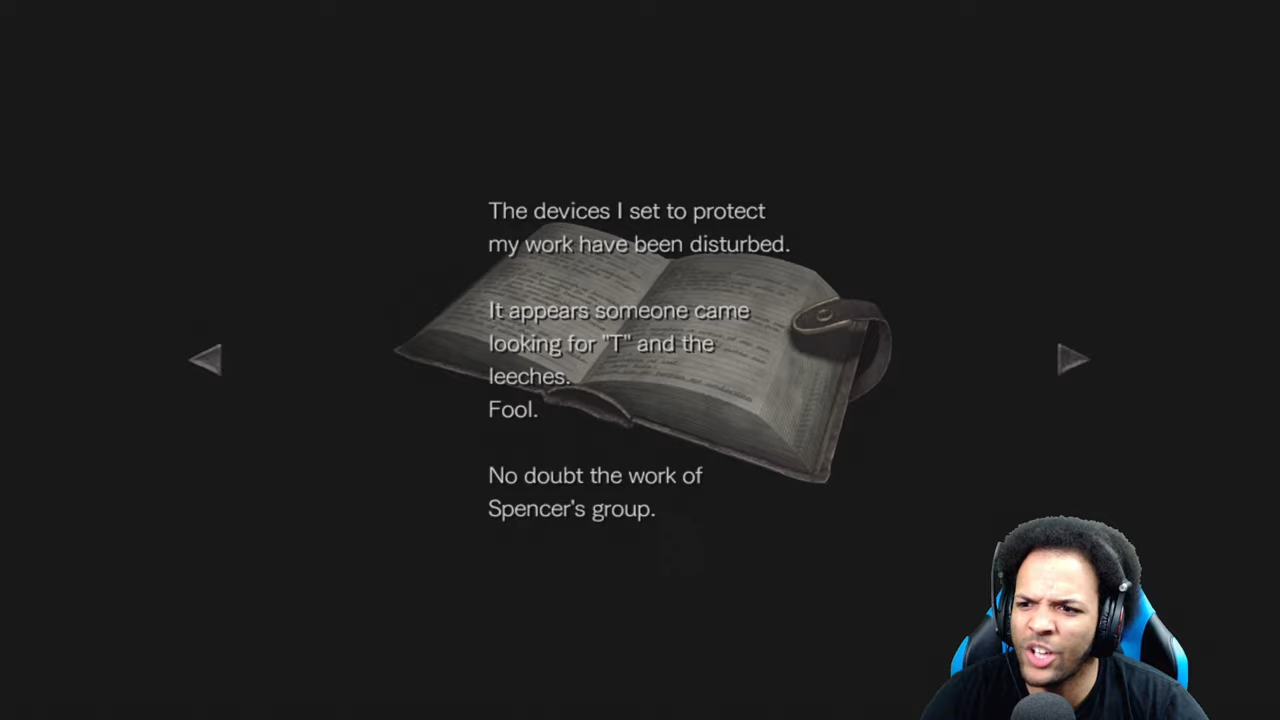 The devices I set to protect
my work have been disturbed.
It appears someone came
looking for "T" and the
leeches.
Fool.
No doubt the work of
Spencer's group.